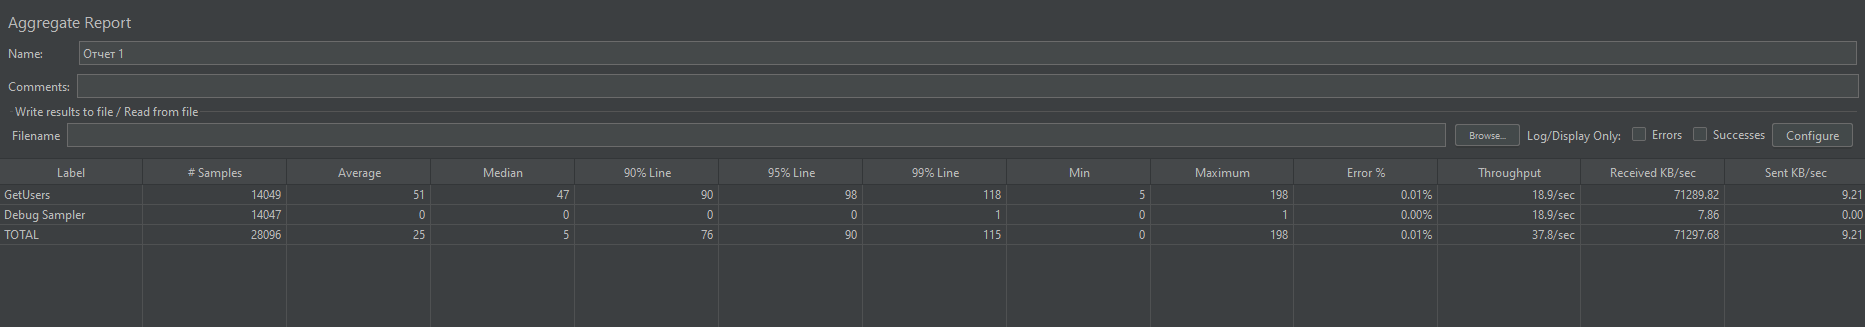 Aggregate Report
Name: Отчет 1
Comments:
Write results to file / Read from file
Filename Browse... Log/Display Only: Errors Successes Configure
Label # Samples Average Median 90% Line 95% Line 99% Line Min Maximum Error % Throughput Received KB/sec Sent KB/sec
GetUsers 14049 51 47 90 98 118 5 198 0.01% 18.9/sec 71289.82 9.21
Debug Sampler 14047 0 0 0 0 1 0 1 0.00% 18.9/sec 7.86 0.00
TOTAL 28096 25 5 76 90 115 0 198 0.01% 37.8/sec 71297.68 9.21